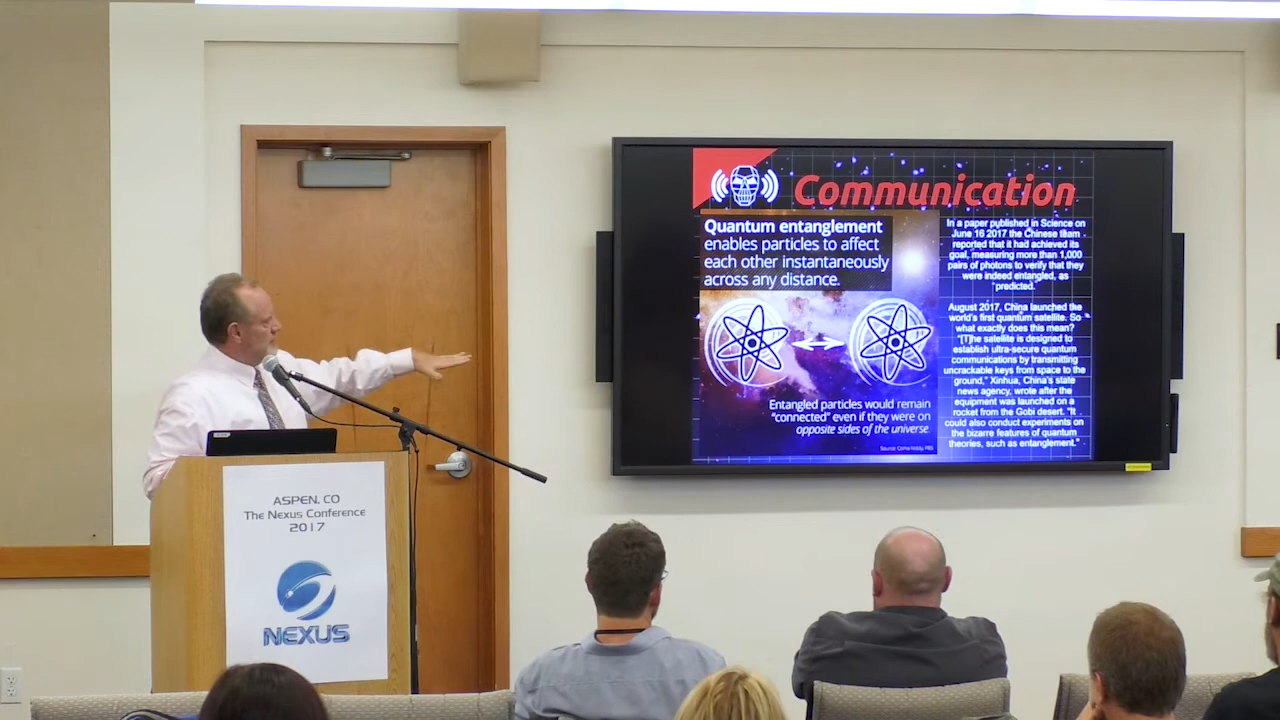 Communication
Quantum entanglement
enables particles to affect
each other instantaneously
across any distance.
Entangled particles would remain
“connected” even if they were on
opposite sides of the universe.
In a paper published in Science on
June 16 2017 the Chinese team
reported that it had achieved its
goal, measuring more than 1,000
pairs of photons to verify that they
were indeed entangled, as
predicted.
August 2017, China launched the
world's first quantum satellite. So
what exactly does this mean?
"[T]he satellite is designed to
establish ultra-secure quantum
communications by transmitting
uncrackable keys from space to the
ground," Xinhua, China's state
news agency, wrote after the
equipment was launched on a
rocket from the Gobi desert. "It
could also conduct experiments on
the bizarre features of quantum
theories, such as entanglement."
ASPEN, CO
The Nexus Conference
2017
NEXUS